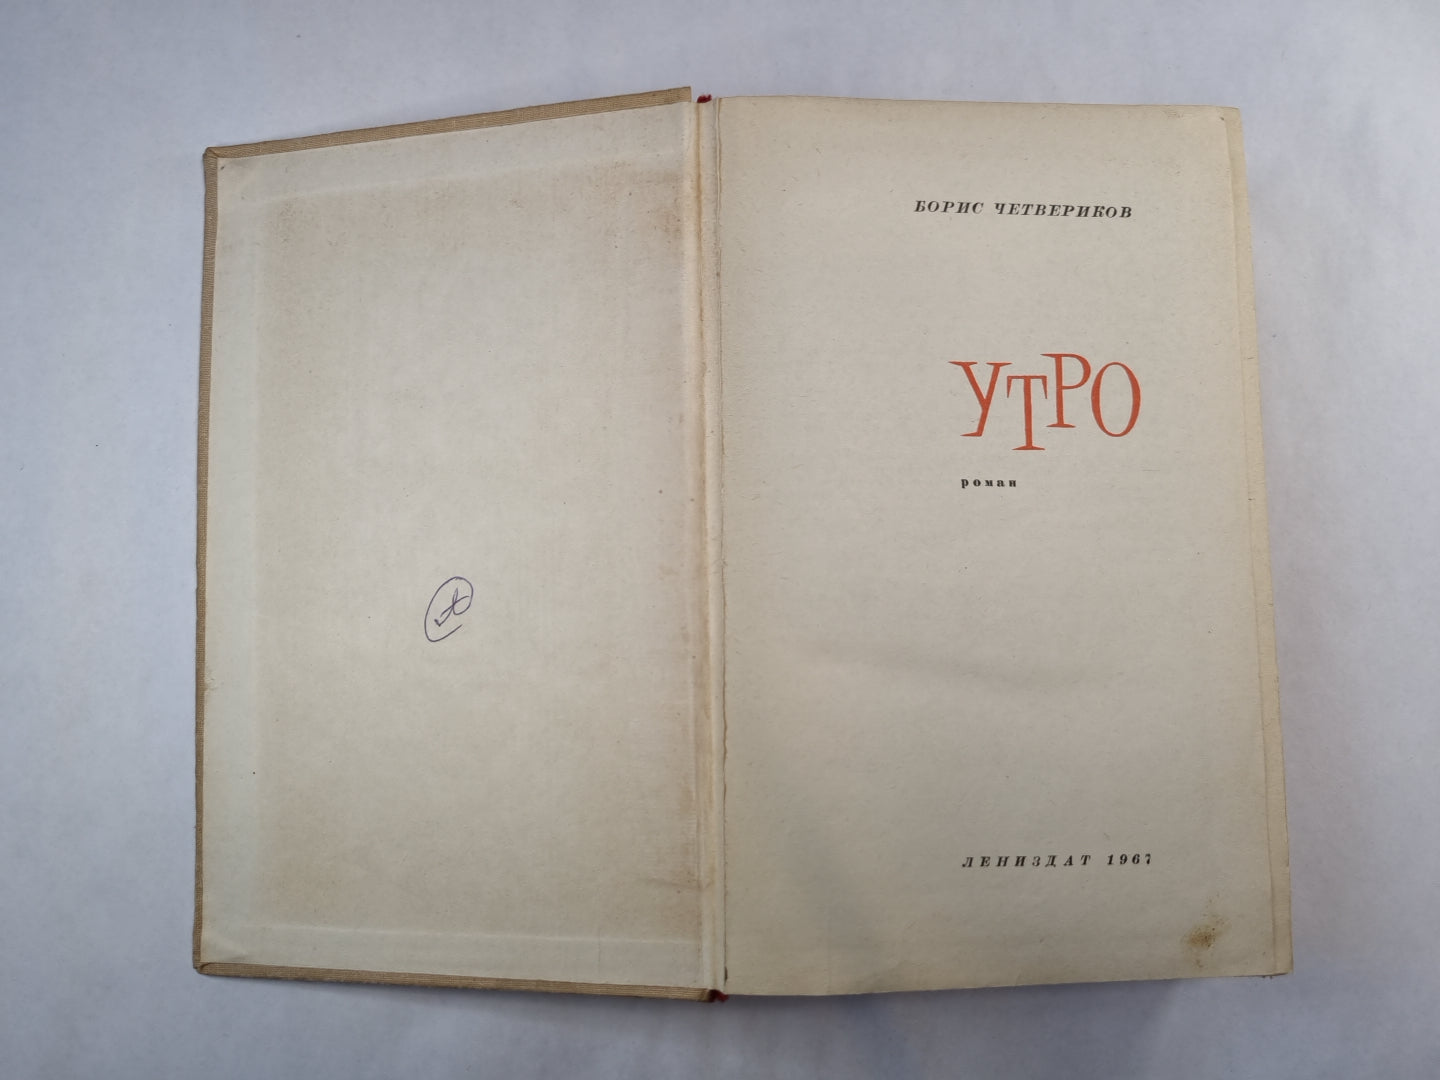 БОРИС ЧЕТВЕРИКОВ
УТРО
роман
ЛЕНИЗДАТ 1967